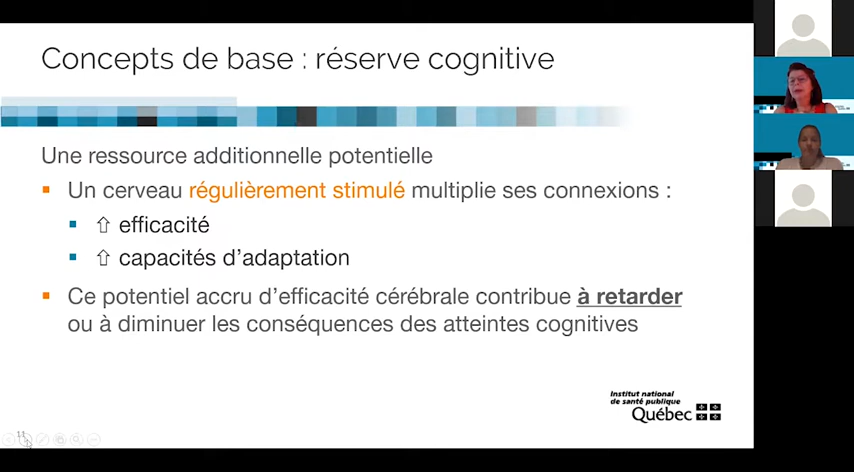 Concepts de base : réserve cognitive
Une ressource additionnelle potentielle
▪ Un cerveau régulièrement stimulé multiplie ses connexions :
▪ ⇧ efficacité
▪ ⇧ capacités d’adaptation
▪ Ce potentiel accru d’efficacité cérébrale contribue à retarder
ou à diminuer les conséquences des atteintes cognitives
Institut national
de santé publique
Québec
11